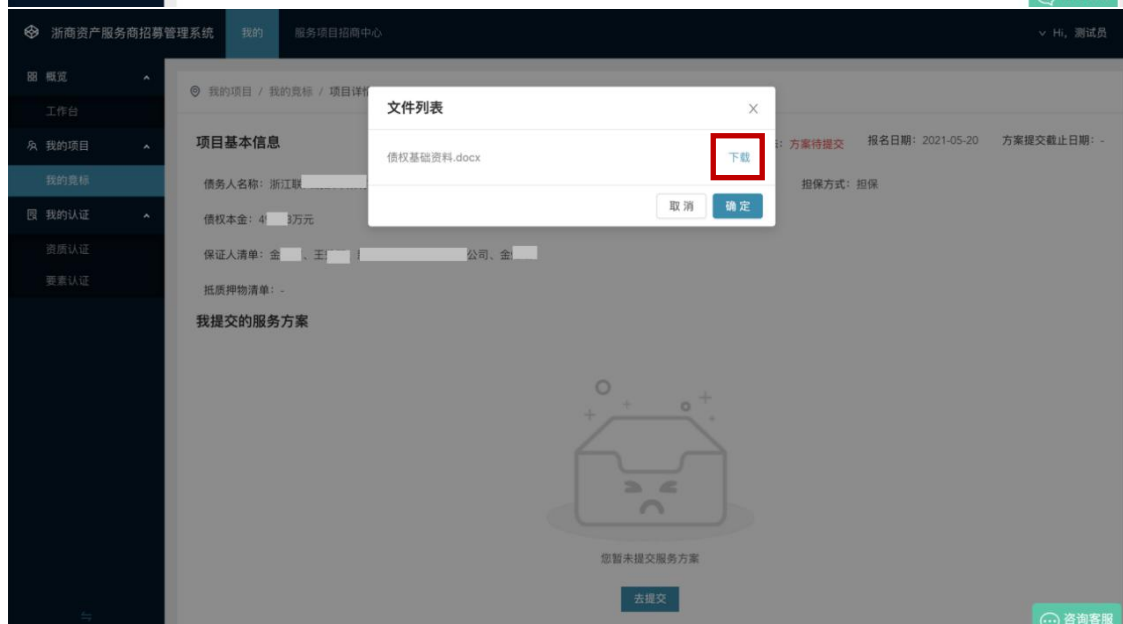 浙商资产服务商招募管理系统 我的 服务项目招商中心 Hi, 测试员
概览
工作台
我的项目
我的竞标
我的认证
资质认证
要素认证
我的项目 / 我的竞标 / 项目详
文件列表
债权基础资料.docx 下载
取消 确定
项目基本信息 方案待提交 报名日期: 2021-05-20 方案提交截止日期: -
债务人名称: 浙江联 担保方式: 担保
债权本金: 4 万元
保证人清单: 金 、王 公司、金
抵质押物清单: -
我提交的服务方案
您暂未提交服务方案
去提交
咨询客服